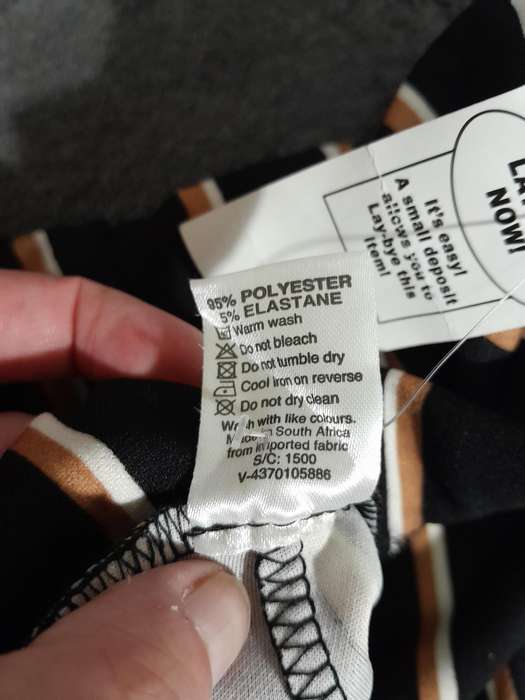 95% POLYESTER
5% ELASTANE
Warm wash
Do not bleach
Do not tumble dry
Cool iron on reverse
Do not dry clean
Wash with like colours.
Made in South Africa
from imported fabric
S/C: 1500
V-4370105886
It's easy!
A small deposit
allows you to
Lay-bye this
item!
NOW!